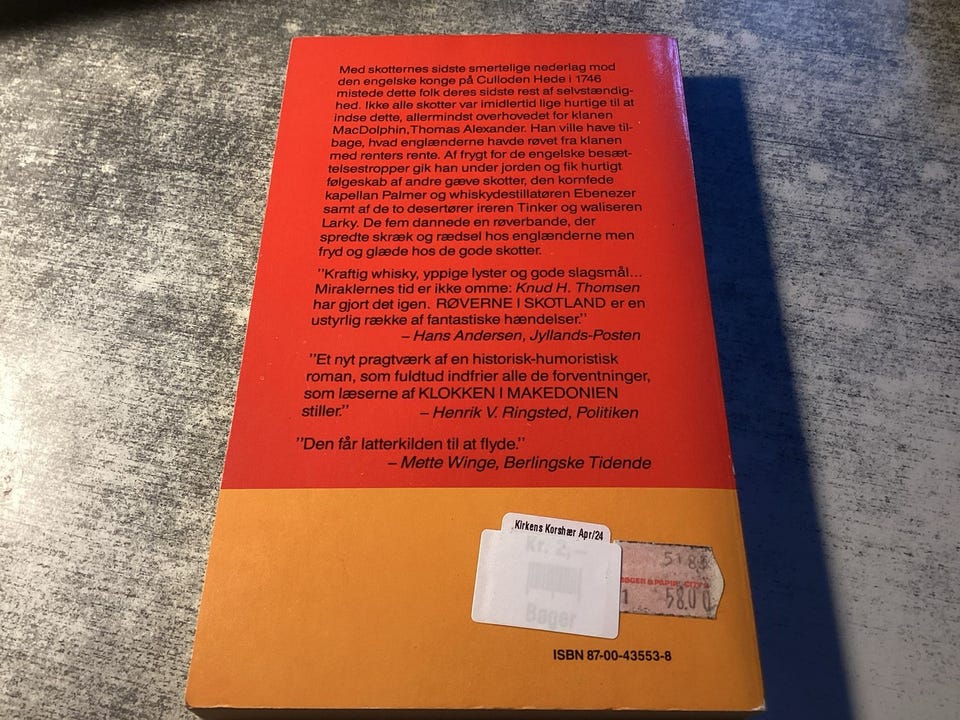 Med skotternes sidste smertelige nederlag mod
den engelske konge på Culloden Hede i 1746
mistede dette folk deres sidste rest af selvstændig-
hed. Ikke alle skotter var imidlertid lige hurtige til at
indse dette, allermindst overhovedet for klanen
MacDolphin, Thomas Alexander. Han ville have til-
bage, hvad englænderne havde røvet fra klanen
med renters rente. Af frygt for de engelske besæt-
telsestropper gik han under jorden og fik hurtigt
følgeskab af andre gæve skotter, den kornfede
kapellan Palmer og whiskydestillatøren Ebenezer
samt af de to desertører ireren Tinker og waliseren
Larky. De fem dannede en røverbande, der
spredte skræk og rædsel hos englænderne men
fryd og glæde hos de gode skotter.
"Kraftig whisky, yppige lyster og gode slagsmål...
Miraklernes tid er ikke omme: Knud H. Thomsen
har gjort det igen. RØVERNE I SKOTLAND er en
ustyrlig række af fantastiske hændelser."
– Hans Andersen, Jyllands-Posten
"Et nyt pragtværk af en historisk-humoristisk
roman, som fuldtud indfrier alle de forventninger,
som læserne af KLOKKEN I MAKEDONIEN
stiller." – Henrik V. Ringsted, Politiken
"Den får latterkilden til at flyde."
– Mette Winge, Berlingske Tidende
Kirkens Korshær Apr/24
Kr. 2,–
Bøger
BØGER & PAPIR, CITY 2
1 58.00
ISBN 87-00-43553-8